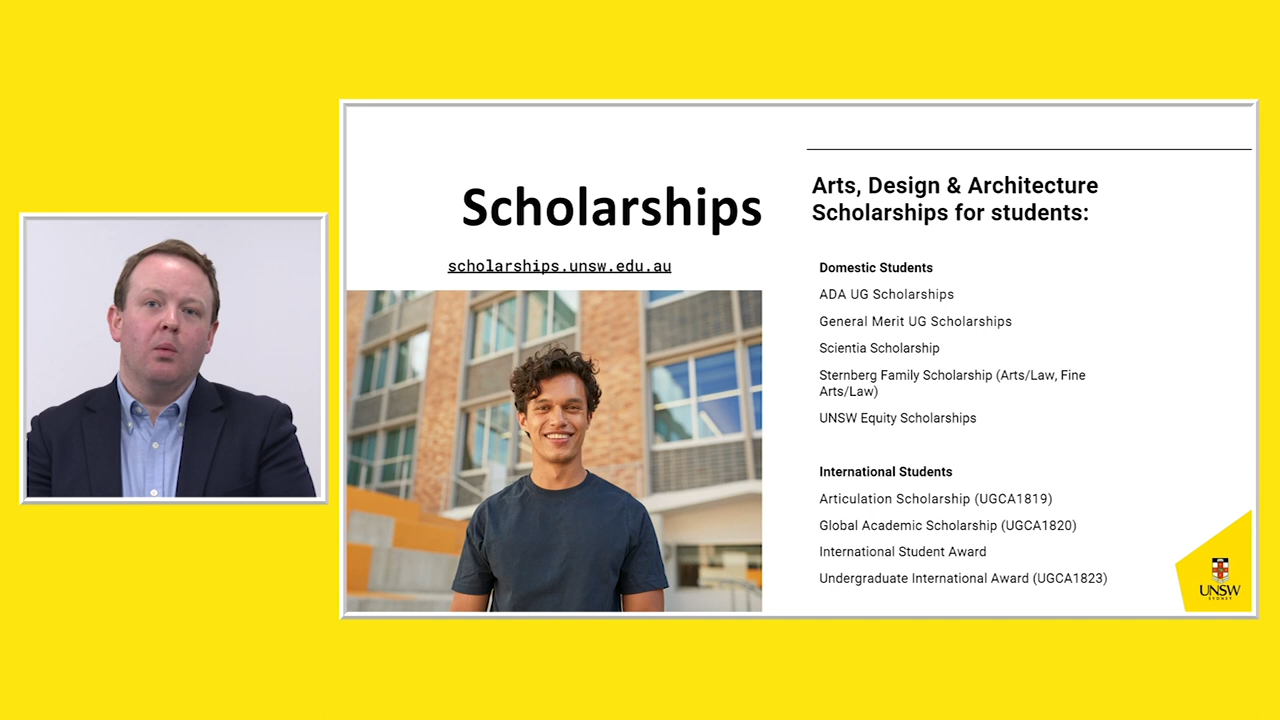 Scholarships
scholarships.unsw.edu.au
Arts, Design & Architecture
Scholarships for students:
Domestic Students
ADA UG Scholarships
General Merit UG Scholarships
Scientia Scholarship
Sternberg Family Scholarship (Arts/Law, Fine
Arts/Law)
UNSW Equity Scholarships
International Students
Articulation Scholarship (UGCA1819)
Global Academic Scholarship (UGCA1820)
International Student Award
Undergraduate International Award (UGCA1823)
UNSW
SYDNEY